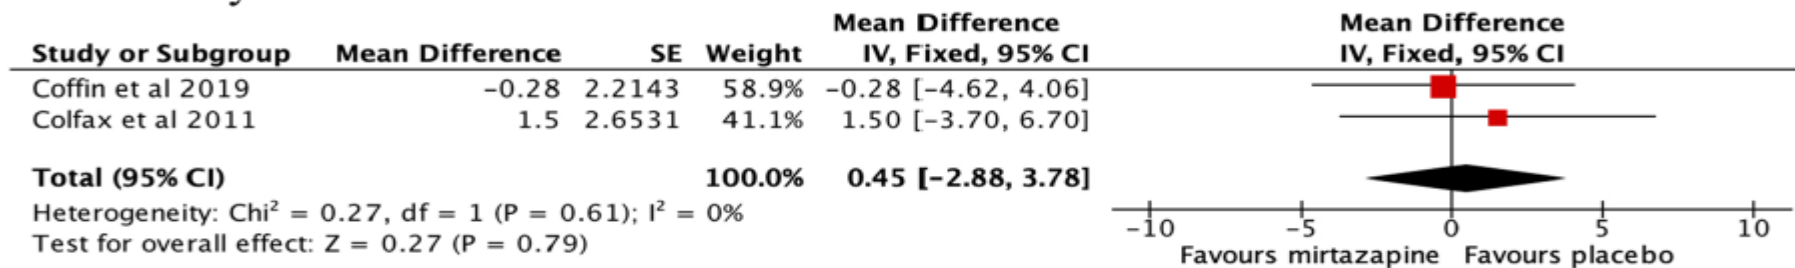 Mean Difference Mean Difference
Study or Subgroup Mean Difference SE Weight IV, Fixed, 95% CI IV, Fixed, 95% CI
Coffin et al 2019 −0.28 2.2143 58.9% −0.28 [−4.62, 4.06]
Colfax et al 2011 1.5 2.6531 41.1% 1.50 [−3.70, 6.70]
Total (95% CI) 100.0% 0.45 [−2.88, 3.78]
Heterogeneity: Chi² = 0.27, df = 1 (P = 0.61); I² = 0%
Test for overall effect: Z = 0.27 (P = 0.79)
−10 −5 0 5 10
Favours mirtazapine Favours placebo